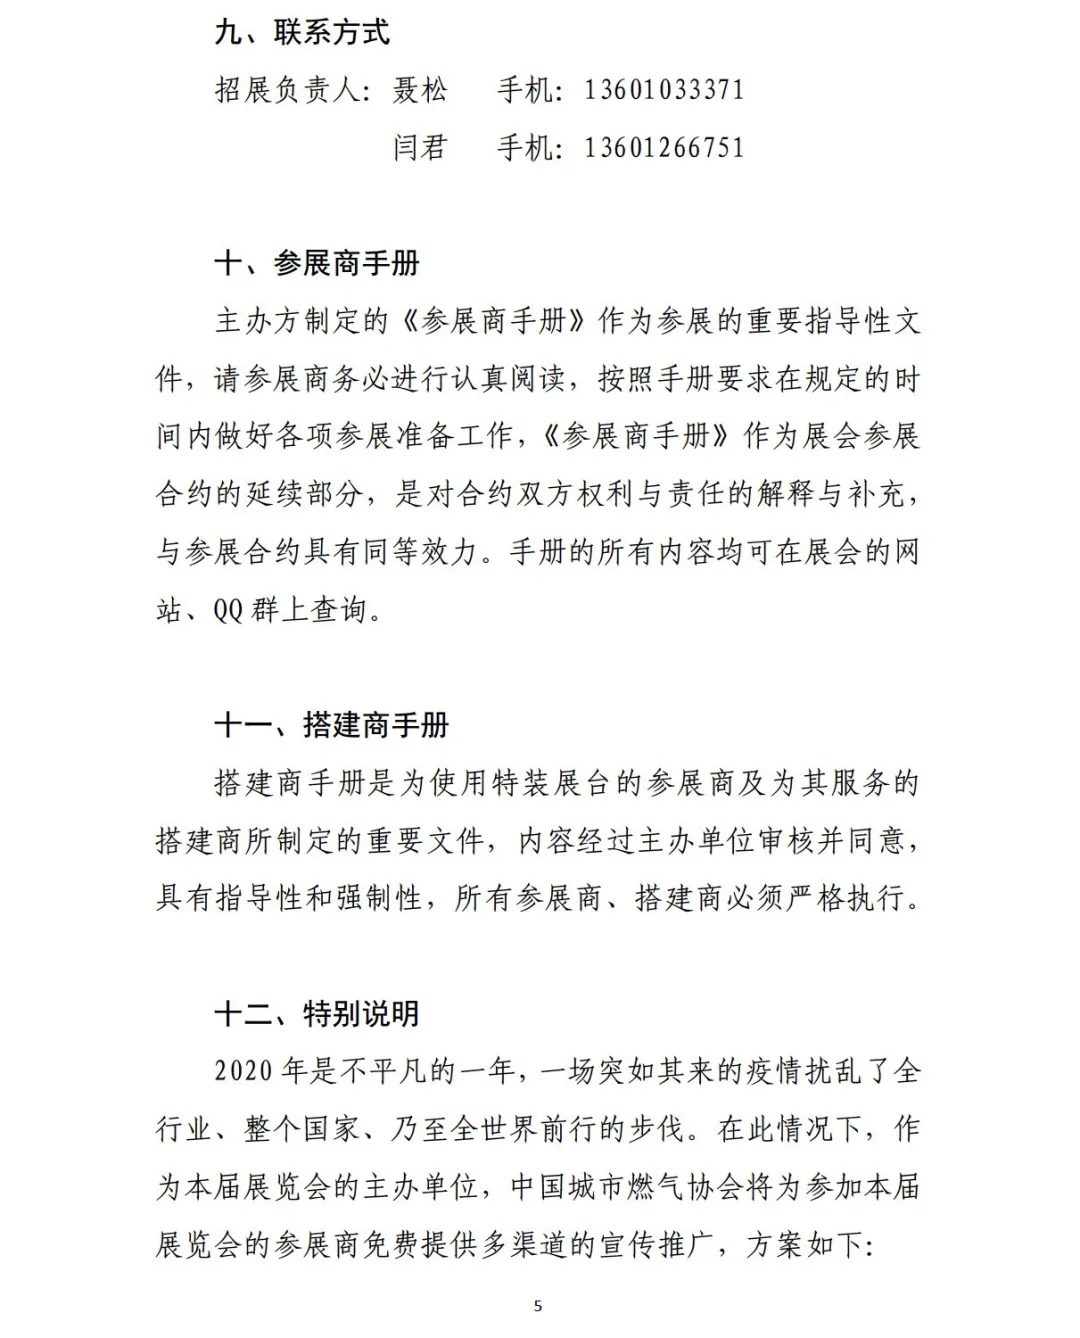 九、联系方式
招展负责人：聂松 手机：13601033371
闫君 手机：13601266751
十、参展商手册
主办方制定的《参展商手册》作为参展的重要指导性文
件，请参展商务必进行认真阅读，按照手册要求在规定的时
间内做好各项参展准备工作，《参展商手册》作为展会参展
合约的延续部分，是对合约双方权利与责任的解释与补充，
与参展合约具有同等效力。手册的所有内容均可在展会的网
站、QQ 群上查询。
十一、搭建商手册
搭建商手册是为使用特装展台的参展商及为其服务的
搭建商所制定的重要文件，内容经过主办单位审核并同意，
具有指导性和强制性，所有参展商、搭建商必须严格执行。
十二、特别说明
2020 年是不平凡的一年，一场突如其来的疫情扰乱了全
行业、整个国家、乃至全世界前行的步伐。在此情况下，作
为本届展览会的主办单位，中国城市燃气协会将为参加本届
展览会的参展商免费提供多渠道的宣传推广，方案如下：
5